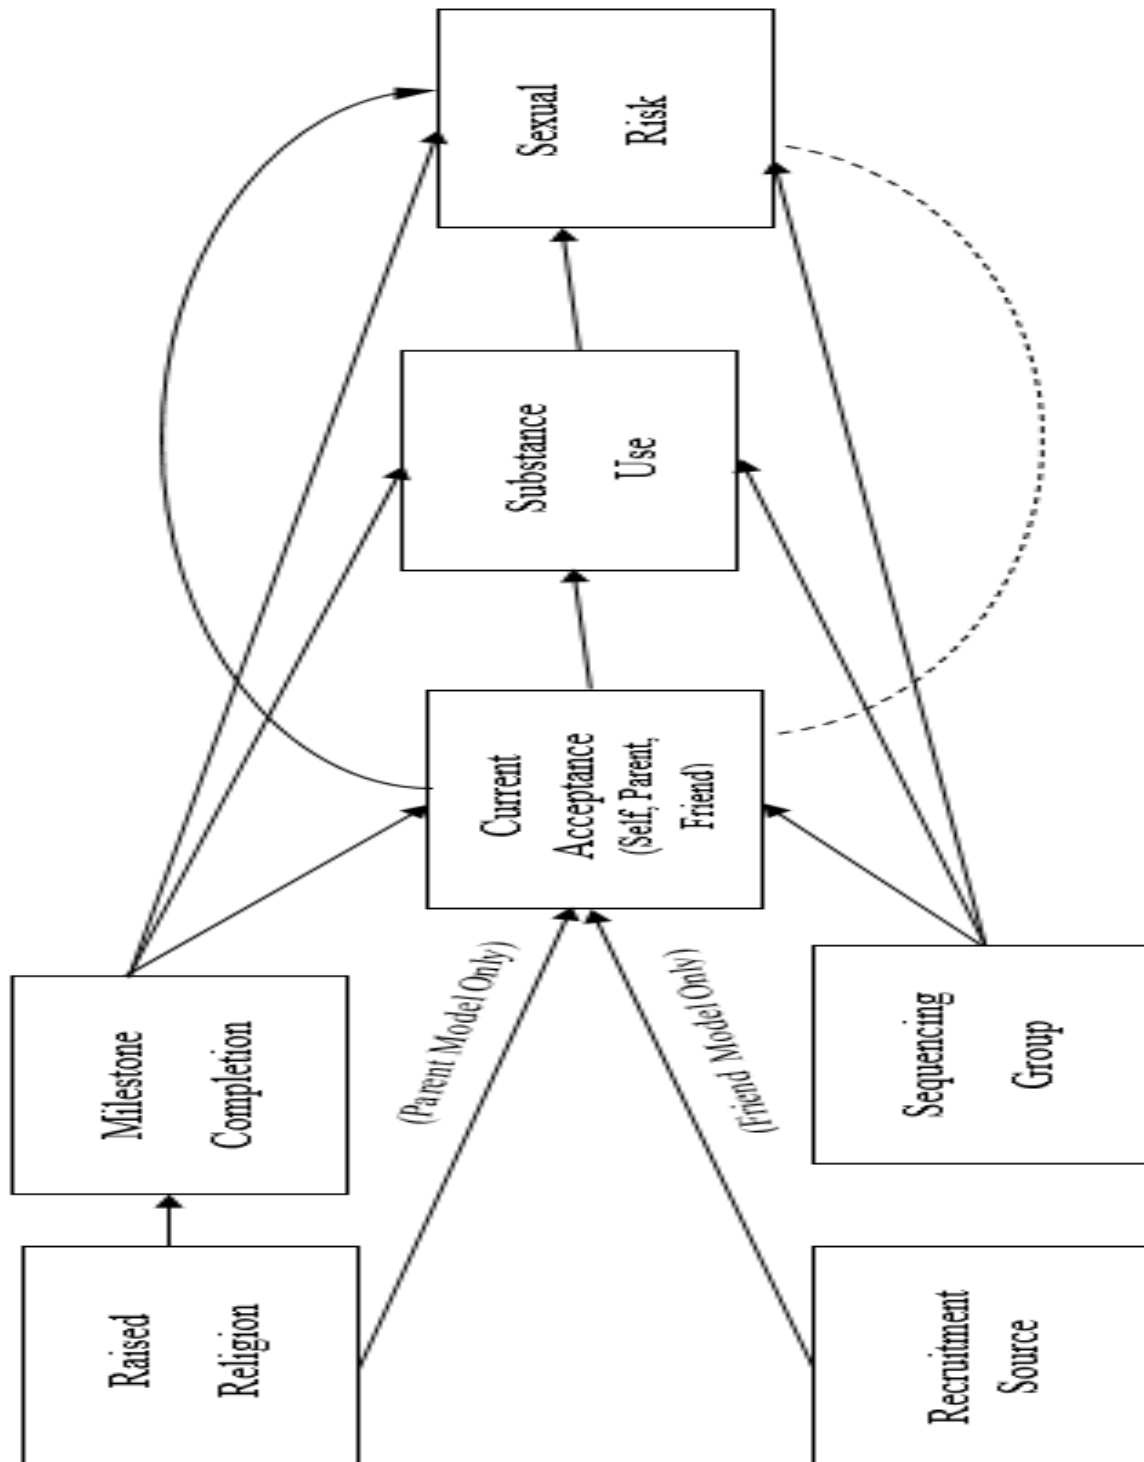 Raised
Religion
Milestone
Completion
(Parent Model Only)
Current
Acceptance
(Self, Parent,
Friend)
Substance
Use
Sexual
Risk
(Friend Model Only)
Recruitment
Source
Sequencing
Group